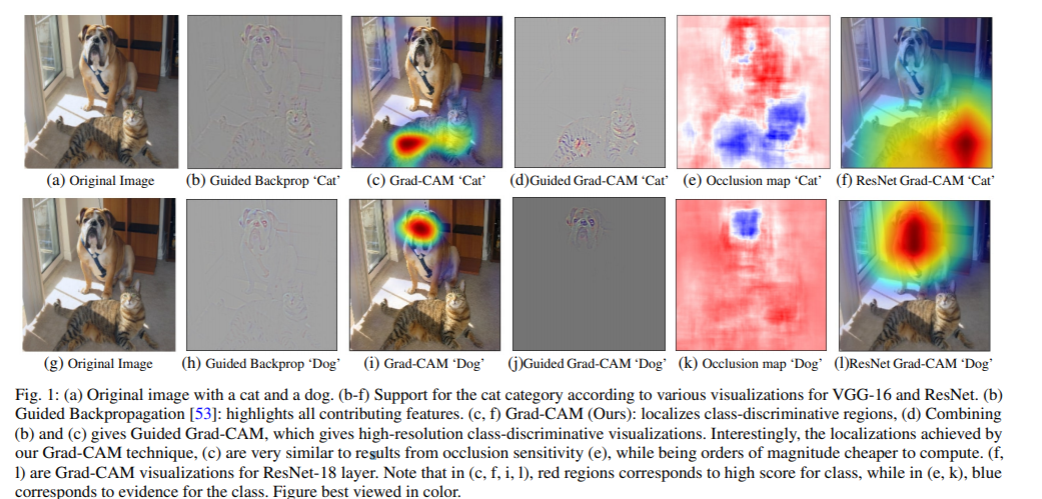 (a) Original Image (b) Guided Backprop ‘Cat’ (c) Grad-CAM ‘Cat’ (d)Guided Grad-CAM ‘Cat’ (e) Occlusion map ‘Cat’ (f) ResNet Grad-CAM ‘Cat’
(g) Original Image (h) Guided Backprop ‘Dog’ (i) Grad-CAM ‘Dog’ (j)Guided Grad-CAM ‘Dog’ (k) Occlusion map ‘Dog’ (l)ResNet Grad-CAM ‘Dog’
Fig. 1: (a) Original image with a cat and a dog. (b-f) Support for the cat category according to various visualizations for VGG-16 and ResNet. (b)
Guided Backpropagation [53]: highlights all contributing features. (c, f) Grad-CAM (Ours): localizes class-discriminative regions, (d) Combining
(b) and (c) gives Guided Grad-CAM, which gives high-resolution class-discriminative visualizations. Interestingly, the localizations achieved by
our Grad-CAM technique, (c) are very similar to results from occlusion sensitivity (e), while being orders of magnitude cheaper to compute. (f,
l) are Grad-CAM visualizations for ResNet-18 layer. Note that in (c, f, i, l), red regions corresponds to high score for class, while in (e, k), blue
corresponds to evidence for the class. Figure best viewed in color.